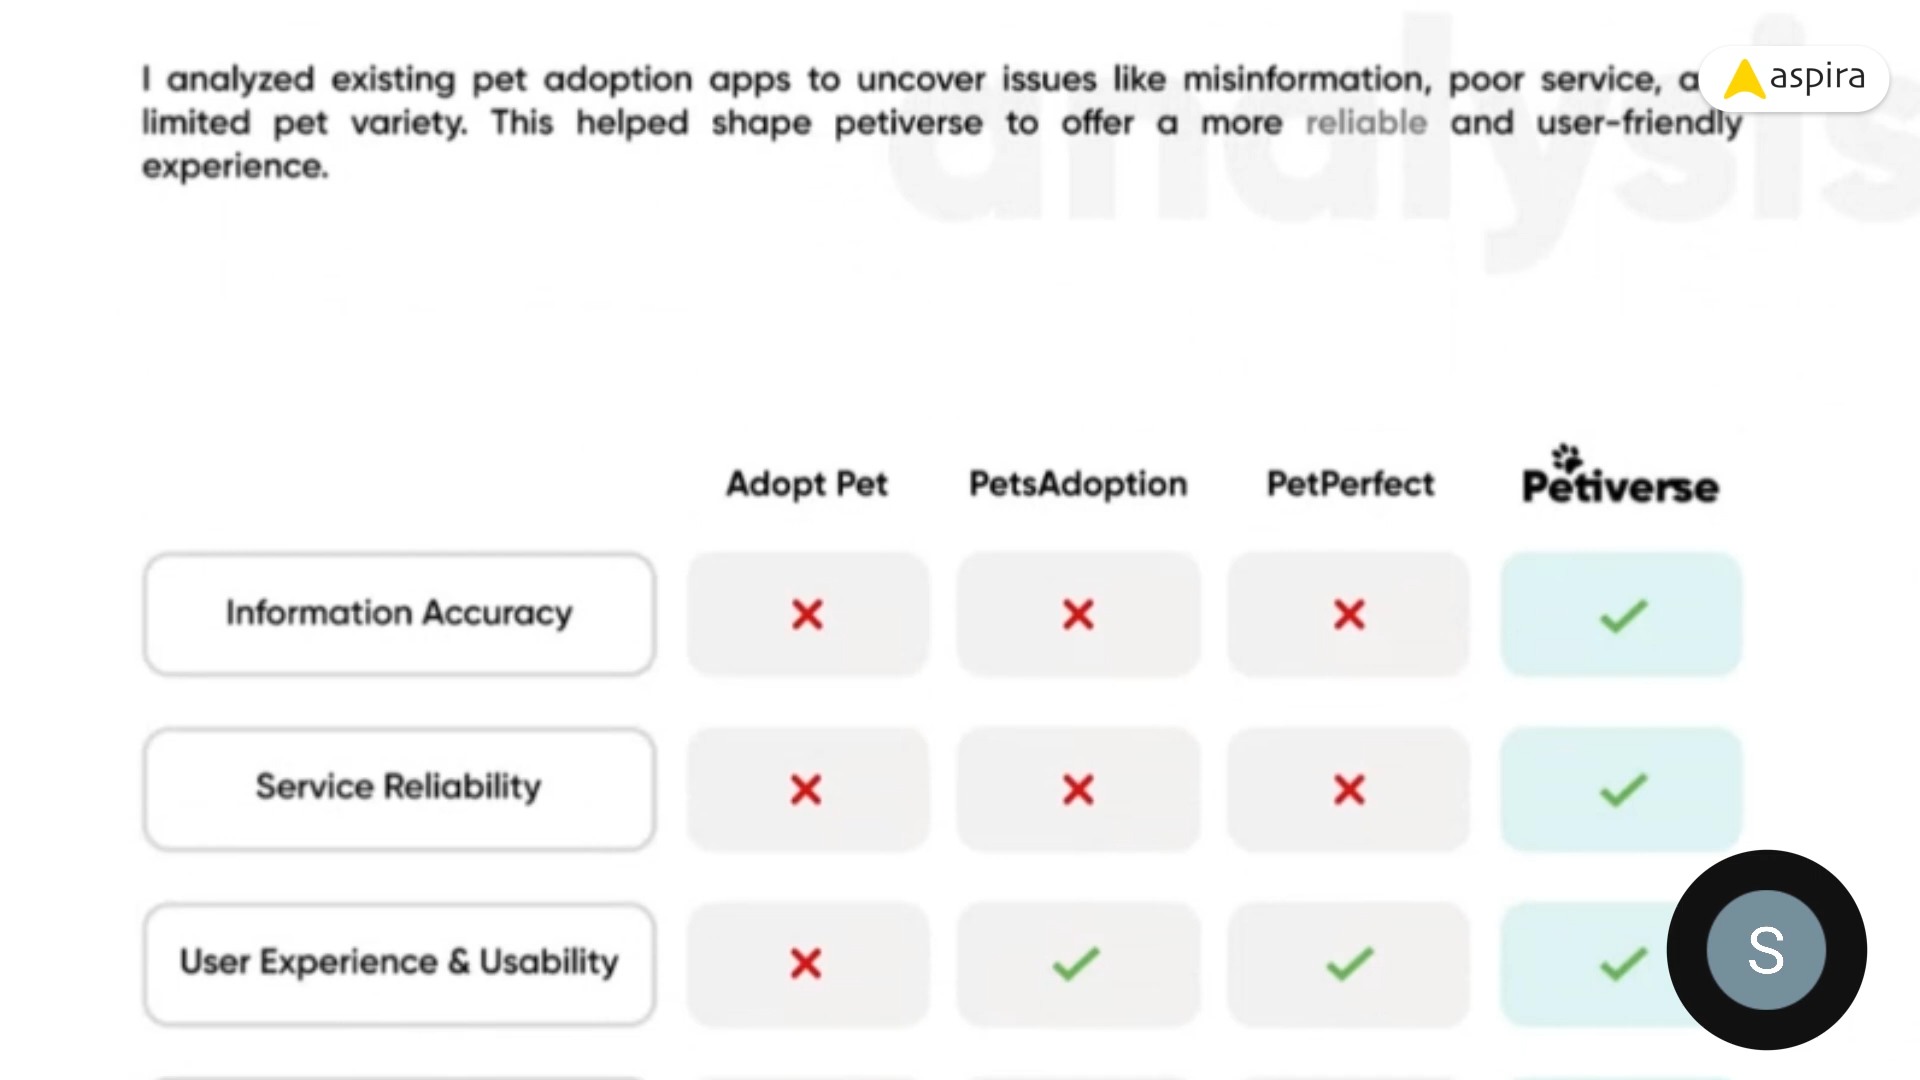 analysis
I analyzed existing pet adoption apps to uncover issues like misinformation, poor service,
limited pet variety. This helped shape petiverse to offer a more reliable and user-friendly
experience.
aspira
Adopt Pet PetsAdoption PetPerfect Petiverse
Information Accuracy
Service Reliability
User Experience & Usability
S